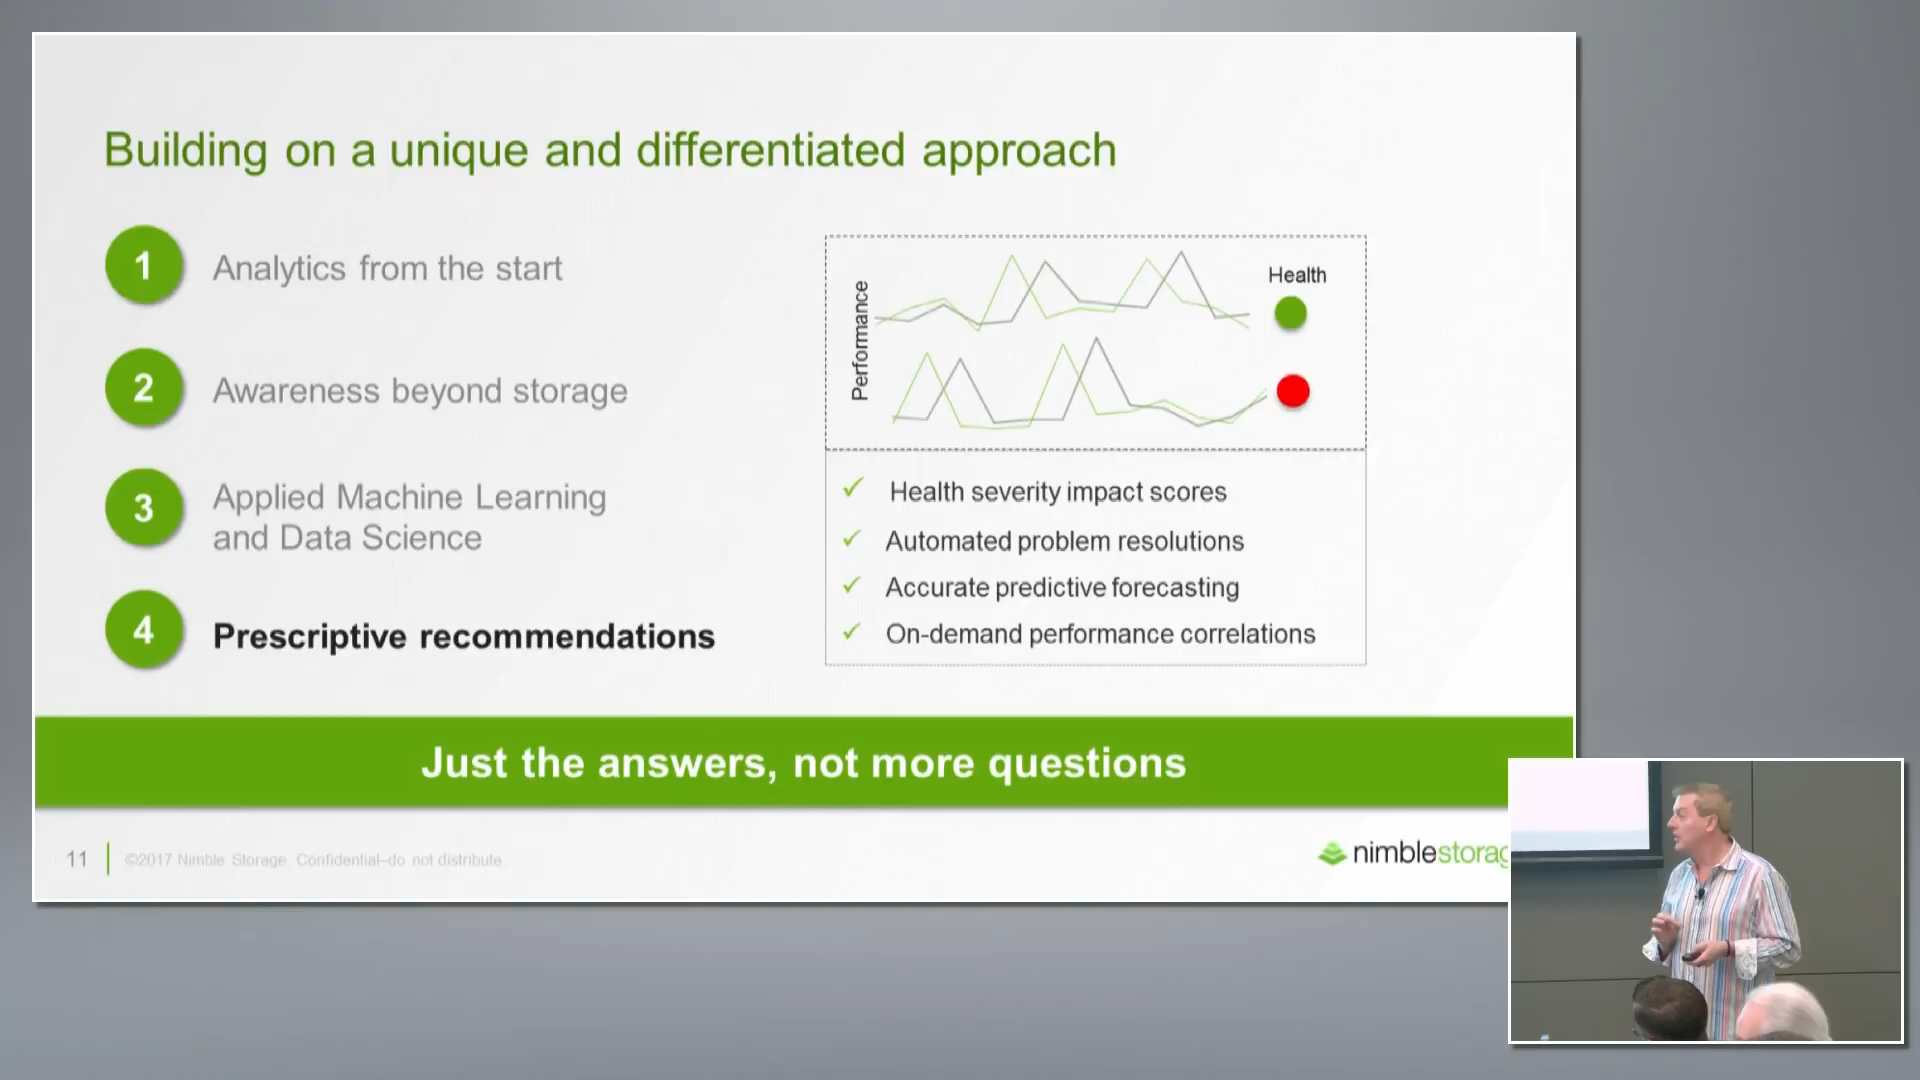 Building on a unique and differentiated approach
1
Analytics from the start
2
Awareness beyond storage
3
Applied Machine Learning
and Data Science
4
Prescriptive recommendations
Performance
Health
✓ Health severity impact scores
✓ Automated problem resolutions
✓ Accurate predictive forecasting
✓ On-demand performance correlations
Just the answers, not more questions
11
©2017 Nimble Storage Confidential–do not distribute
nimblestorag